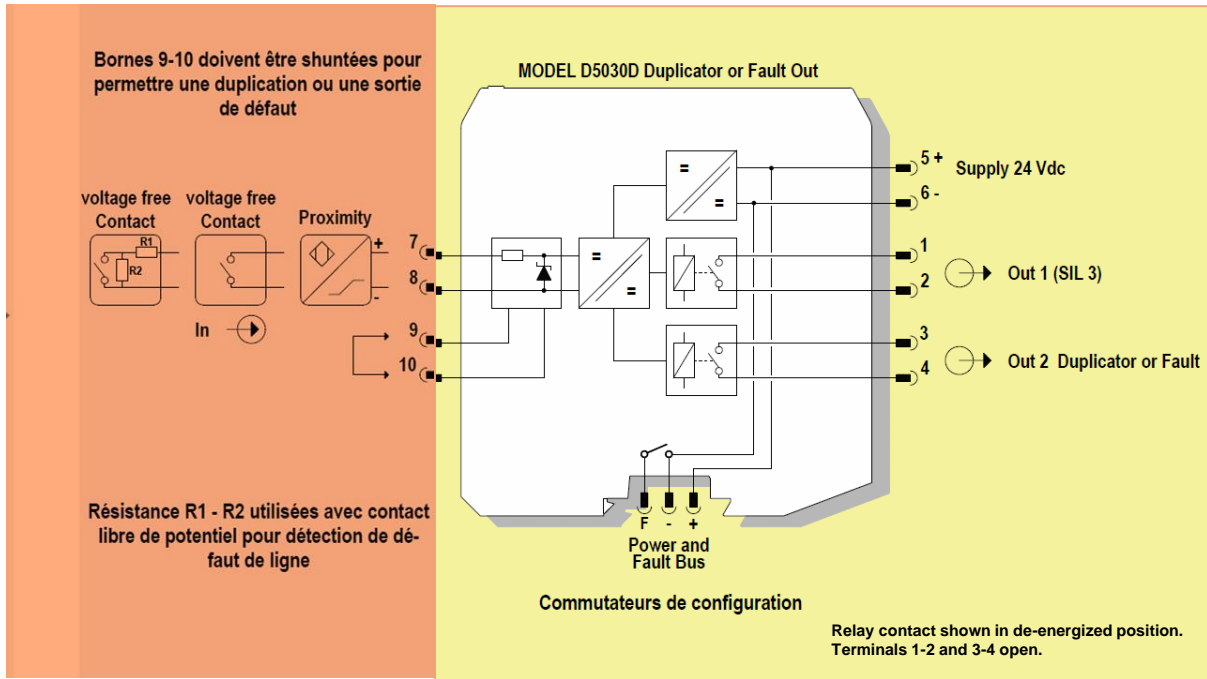 Bornes 9-10 doivent être shuntées pour
permettre une duplication ou une sortie
de défaut
MODEL D5030D Duplicator or Fault Out
voltage free
Contact
voltage free
Contact
Proximity
R1
R2
+
-
In
7
8
9
10
=
=
=
=
5 +
6 -
Supply 24 Vdc
1
2
Out 1 (SIL 3)
3
4
Out 2 Duplicator or Fault
F - +
Power and
Fault Bus
Résistance R1 - R2 utilisées avec contact
libre de potentiel pour détection de dé-
faut de ligne
Commutateurs de configuration
Relay contact shown in de-energized position.
Terminals 1-2 and 3-4 open.